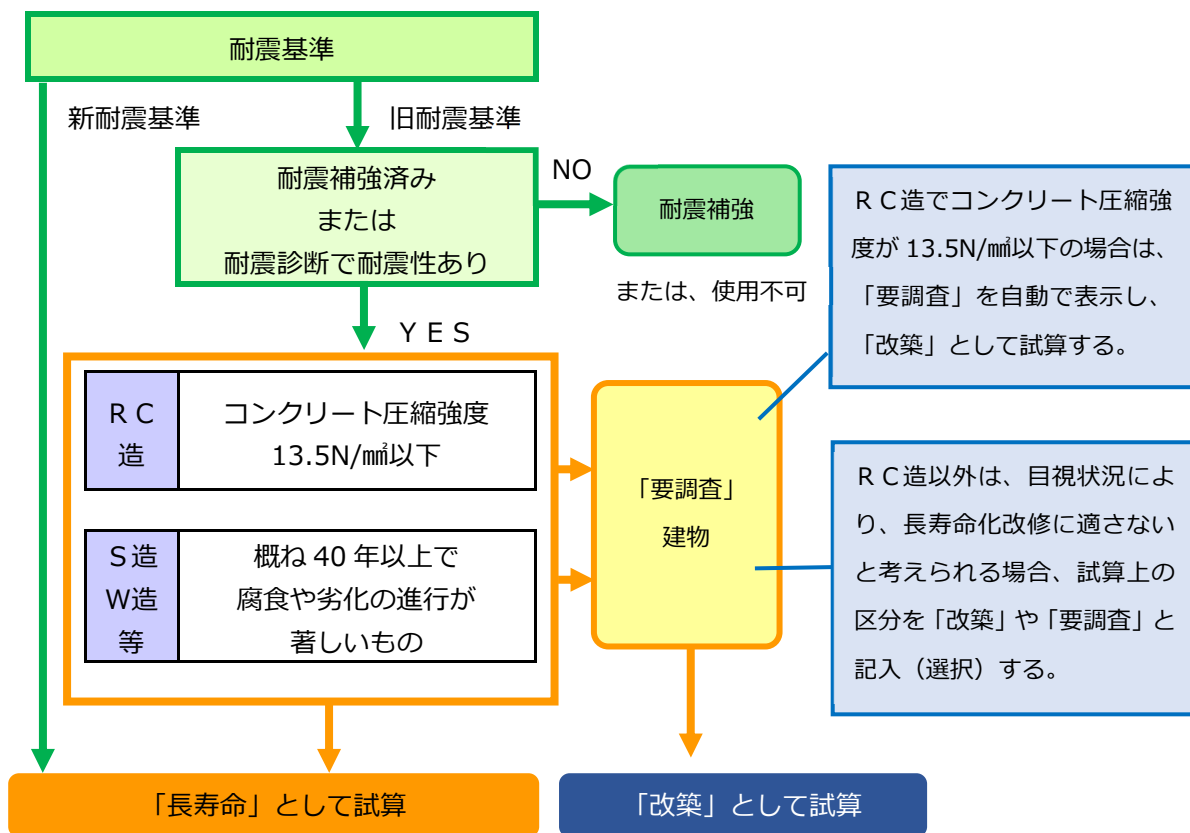 耐震基準
新耐震基準
旧耐震基準
耐震補強済み
または
耐震診断で耐震性あり
NO
耐震補強
または、使用不可
ＹＥＳ
ＲＣ
造
コンクリート圧縮強度
13.5N/㎟以下
Ｓ造
Ｗ造
等
概ね 40 年以上で
腐食や劣化の進行が
著しいもの
「要調査」
建物
ＲＣ造でコンクリート圧縮強
度が 13.5N/㎟以下の場合は、
「要調査」を自動で表示し、
「改築」として試算する。
ＲＣ造以外は、目視状況によ
り、長寿命化改修に適さない
と考えられる場合、試算上の
区分を「改築」や「要調査」と
記入（選択）する。
「長寿命」として試算
「改築」として試算